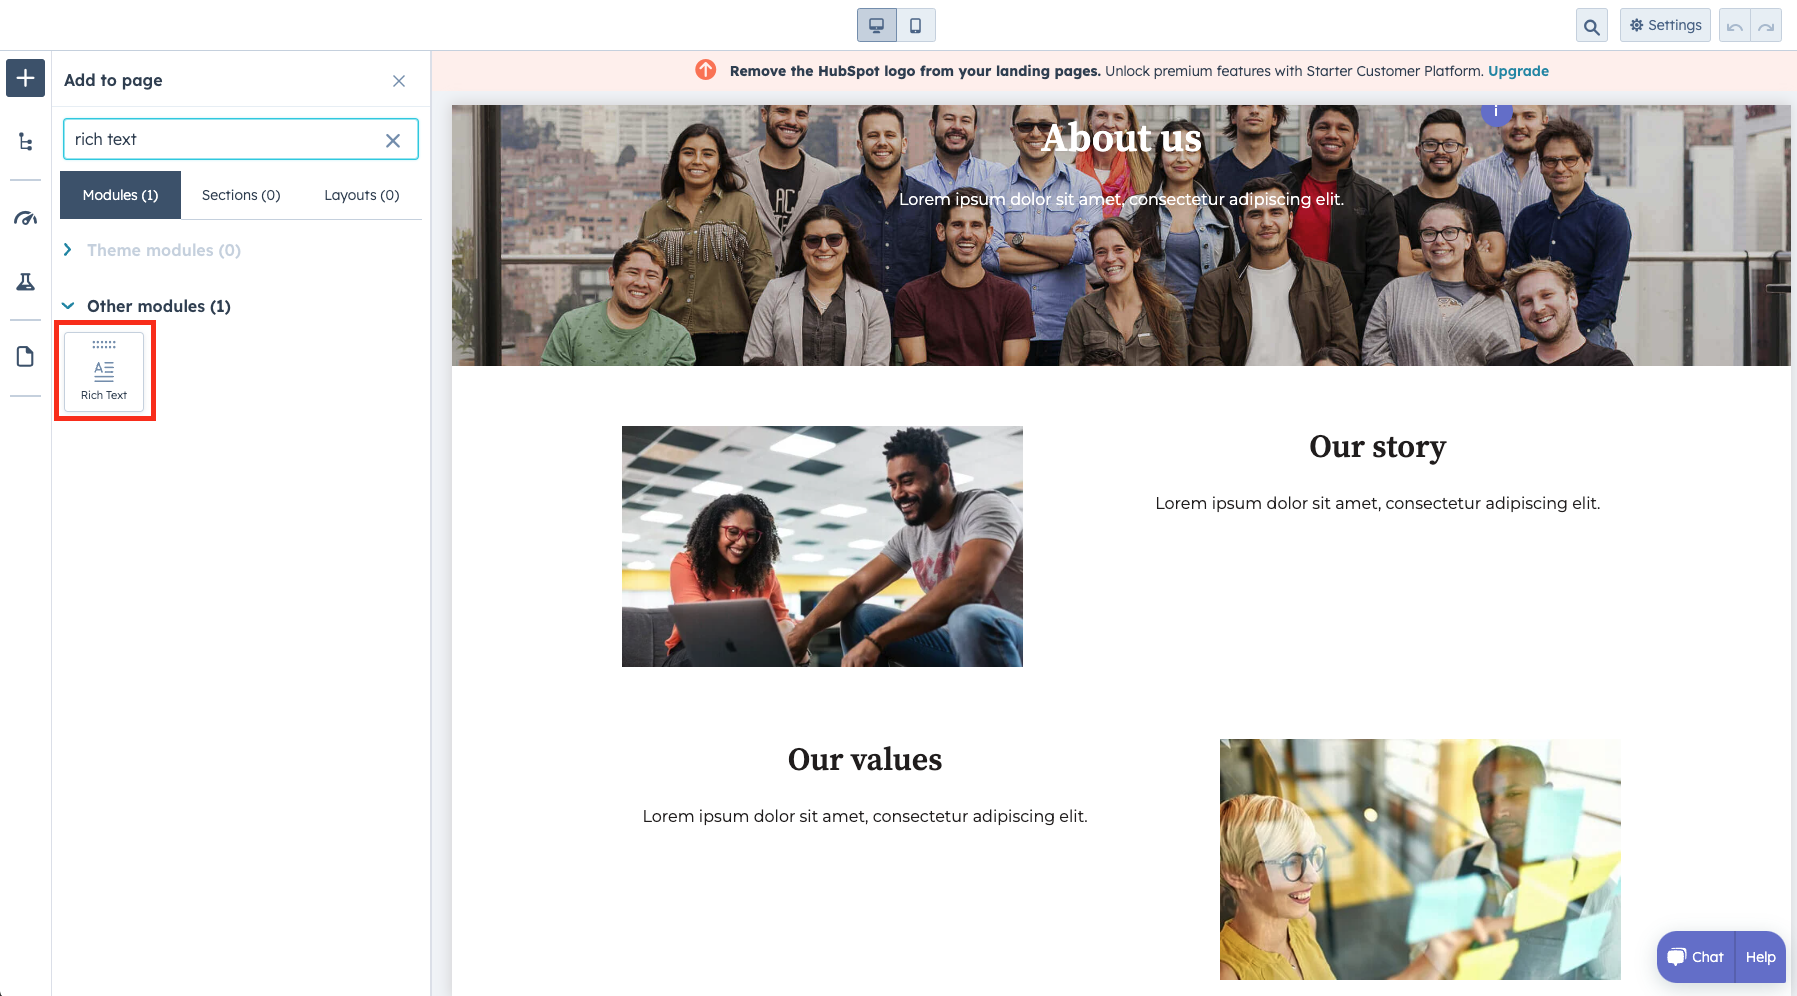 Settings
Add to page
Remove the HubSpot logo from your landing pages. Unlock premium features with Starter Customer Platform. Upgrade
rich text
Modules (1)
Sections (0)
Layouts (0)
Theme modules (0)
Other modules (1)
Rich Text
About us
Lorem ipsum dolor sit amet, consectetur adipiscing elit.
Our story
Lorem ipsum dolor sit amet, consectetur adipiscing elit.
Our values
Lorem ipsum dolor sit amet, consectetur adipiscing elit.
Chat
Help